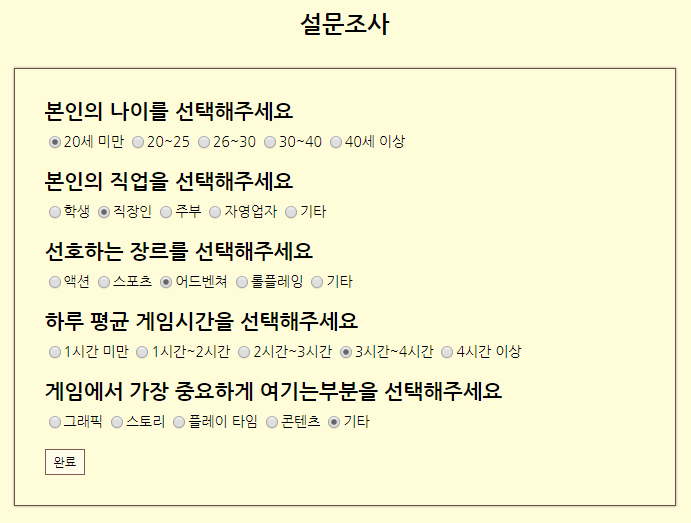 설문조사
본인의 나이를 선택해주세요
20세 미만 20~25 26~30 30~40 40세 이상
본인의 직업을 선택해주세요
학생 직장인 주부 자영업자 기타
선호하는 장르를 선택해주세요
액션 스포츠 어드벤쳐 롤플레잉 기타
하루 평균 게임시간을 선택해주세요
1시간 미만 1시간~2시간 2시간~3시간 3시간~4시간 4시간 이상
게임에서 가장 중요하게 여기는부분을 선택해주세요
그래픽 스토리 플레이 타임 콘텐츠 기타
완료